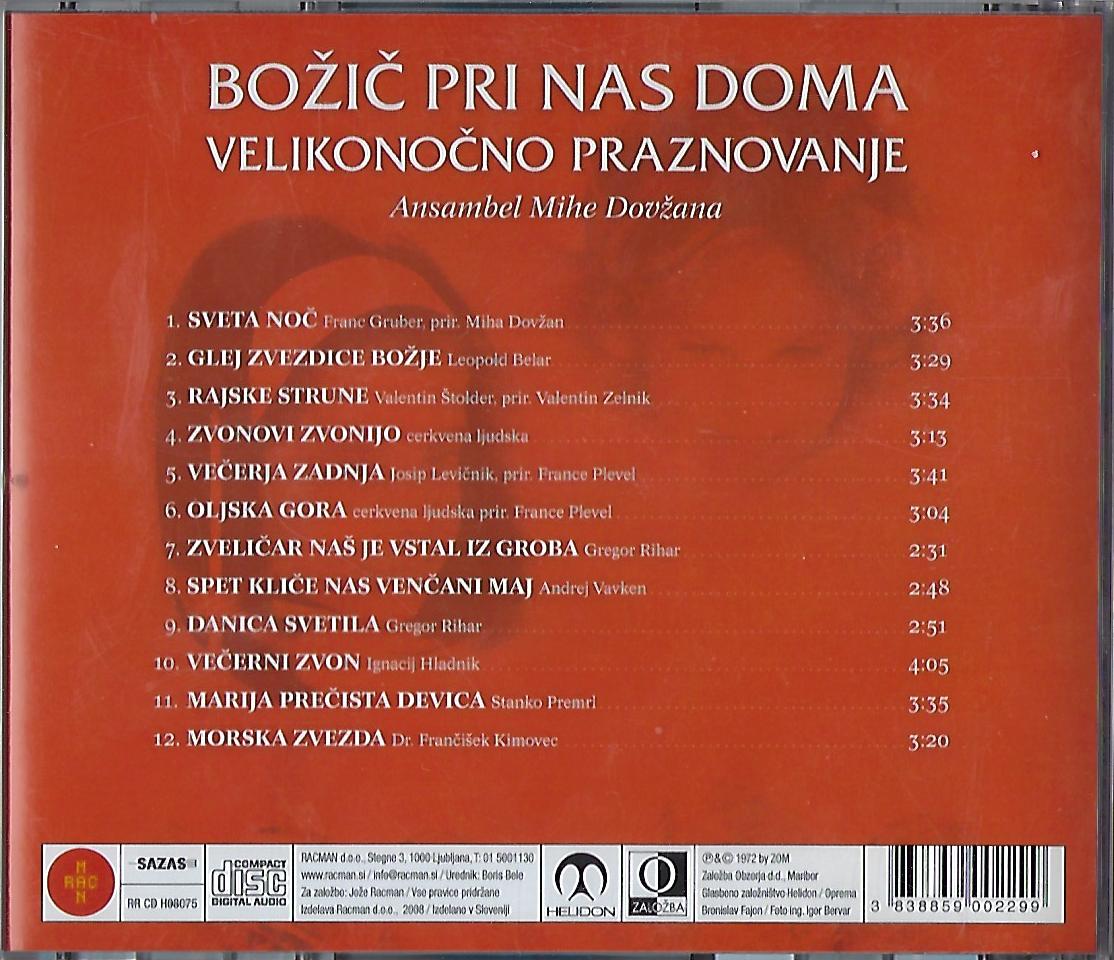 BOŽIČ PRI NAS DOMA
VELIKONOČNO PRAZNOVANJE
Ansambel Mihe Dovžana
1. SVETA NOČ Franc Gruber, prir. Miha Dovžan 3:36
2. GLEJ ZVEZDICE BOŽJE Leopold Belar 3:29
3. RAJSKE STRUNE Valentin Štolder, prir. Valentin Zelnik 3:34
4. ZVONOVI ZVONIJO cerkvena ljudska 3:13
5. VEČERJA ZADNJA Josip Levičnik, prir. France Plevel 3:41
6. OLJSKA GORA cerkvena ljudska prir. France Plevel 3:04
7. ZVELIČAR NAŠ JE VSTAL IZ GROBA Gregor Rihar 2:31
8. SPET KLIČE NAS VENČANI MAJ Andrej Vavken 2:48
9. DANICA SVETILA Gregor Rihar 2:51
10. VEČERNI ZVON Ignacij Hladnik 4:05
11. MARIJA PREČISTA DEVICA Stanko Premrl 3:35
12. MORSKA ZVEZDA Dr. Frančišek Kimovec 3:20
RACMAN
SAZAS
RR CD H08075
COMPACT
disc
DIGITAL AUDIO
RACMAN d.o.o., Stegne 3, 1000 Ljubljana, T: 01 5001130
www.racman.si / info@racman.si / Urednik: Boris Bele
Za založbo: Jože Racman / Vse pravice pridržane
Izdelava Racman d.o.o., 2008 / Izdelano v Sloveniji
HELIDON
ZALOŽBA
℗&© 1972 by ZOM
Založba Obzorja d.d., Maribor
Glasbeno založništvo Helidon / Oprema
Bronislav Fajon / Foto ing. Igor Bervar
3 838859 002299